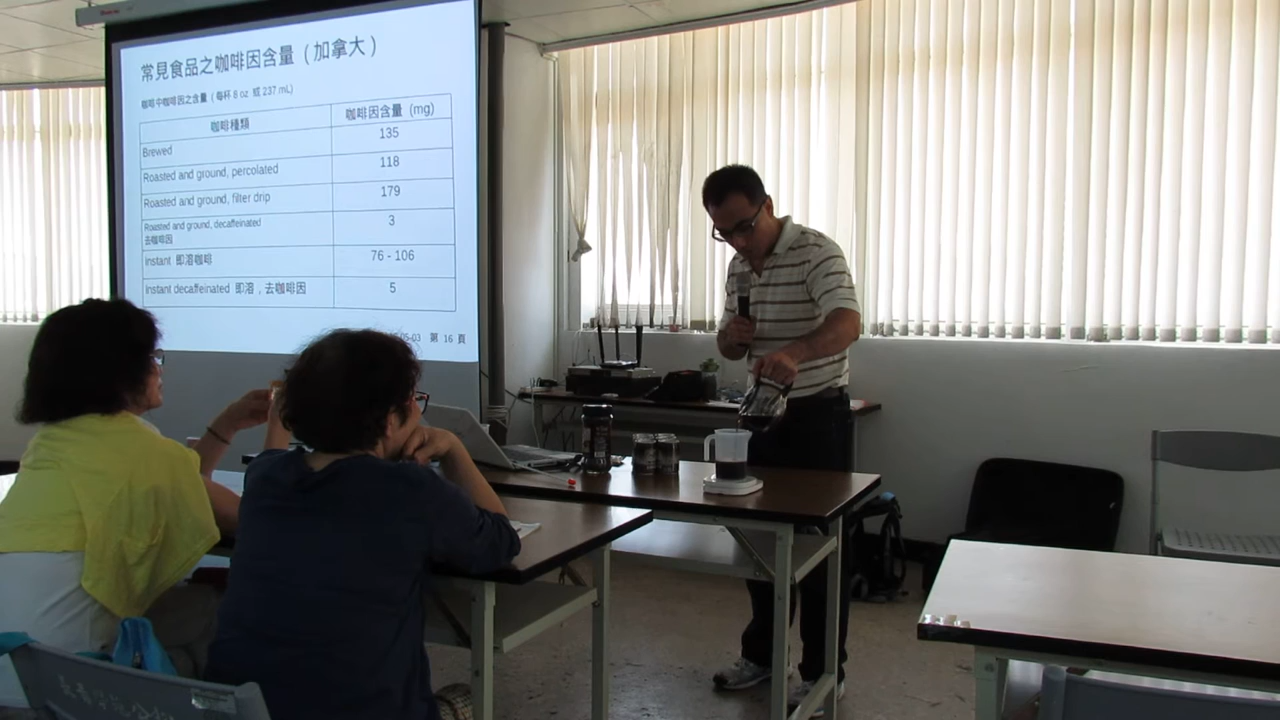 常見食品之咖啡因含量 ( 加拿大 )
咖啡中咖啡因之含量 ( 每杯 8 oz 或 237 mL)
咖啡種類 咖啡因含量 (mg)
Brewed 135
Roasted and ground, percolated 118
Roasted and ground, filter drip 179
Roasted and ground, decaffeinated 3
去咖啡因
instant 即溶咖啡 76 - 106
instant decaffeinated 即溶，去咖啡因 5
05-03 第 16 頁